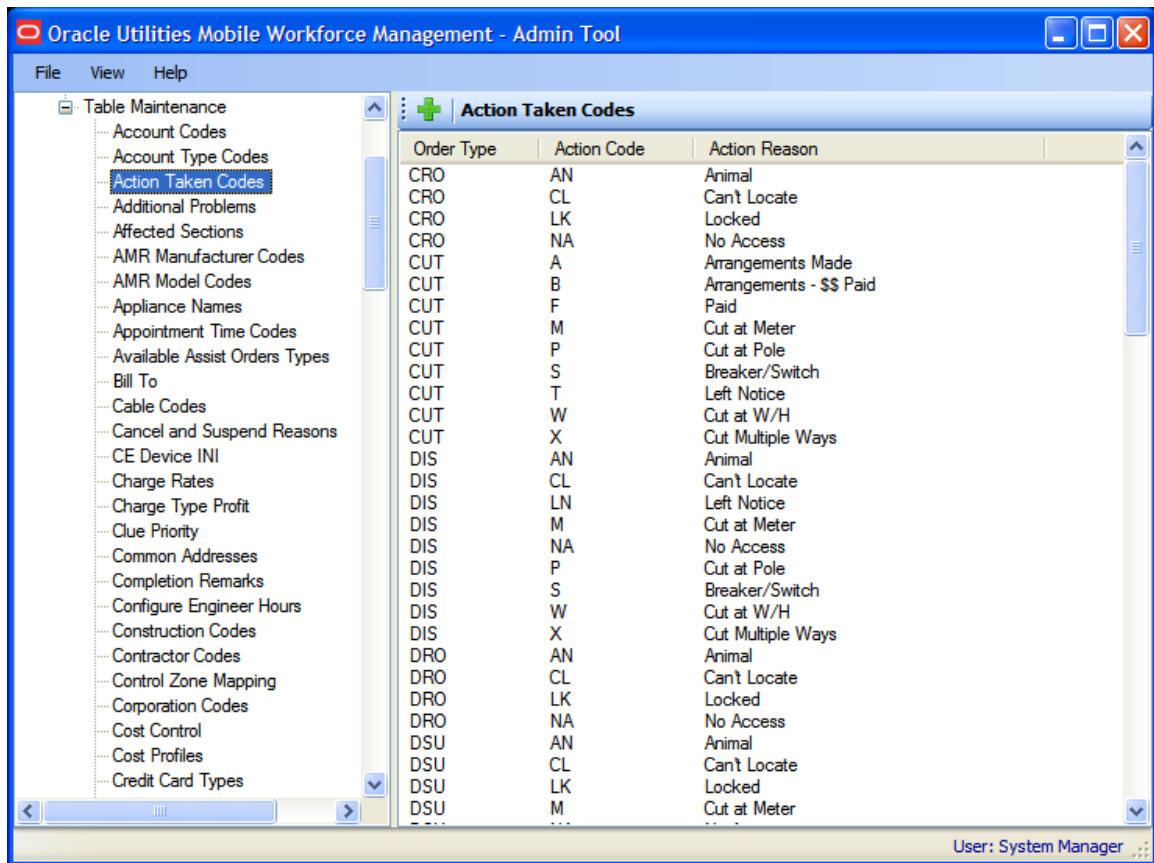 Oracle Utilities Mobile Workforce Management - Admin Tool
File View Help
Table Maintenance
Account Codes
Account Type Codes
Action Taken Codes
Additional Problems
Affected Sections
AMR Manufacturer Codes
AMR Model Codes
Appliance Names
Appointment Time Codes
Available Assist Orders Types
Bill To
Cable Codes
Cancel and Suspend Reasons
CE Device INI
Charge Rates
Charge Type Profit
Clue Priority
Common Addresses
Completion Remarks
Configure Engineer Hours
Construction Codes
Contractor Codes
Control Zone Mapping
Corporation Codes
Cost Control
Cost Profiles
Credit Card Types
Action Taken Codes
Order Type Action Code Action Reason
CRO AN Animal
CRO CL Can't Locate
CRO LK Locked
CRO NA No Access
CUT A Arrangements Made
CUT B Arrangements - $$ Paid
CUT F Paid
CUT M Cut at Meter
CUT P Cut at Pole
CUT S Breaker/Switch
CUT T Left Notice
CUT W Cut at W/H
CUT X Cut Multiple Ways
DIS AN Animal
DIS CL Can't Locate
DIS LN Left Notice
DIS M Cut at Meter
DIS NA No Access
DIS P Cut at Pole
DIS S Breaker/Switch
DIS W Cut at W/H
DIS X Cut Multiple Ways
DRO AN Animal
DRO CL Can't Locate
DRO LK Locked
DRO NA No Access
DSU AN Animal
DSU CL Can't Locate
DSU LK Locked
DSU M Cut at Meter
User: System Manager